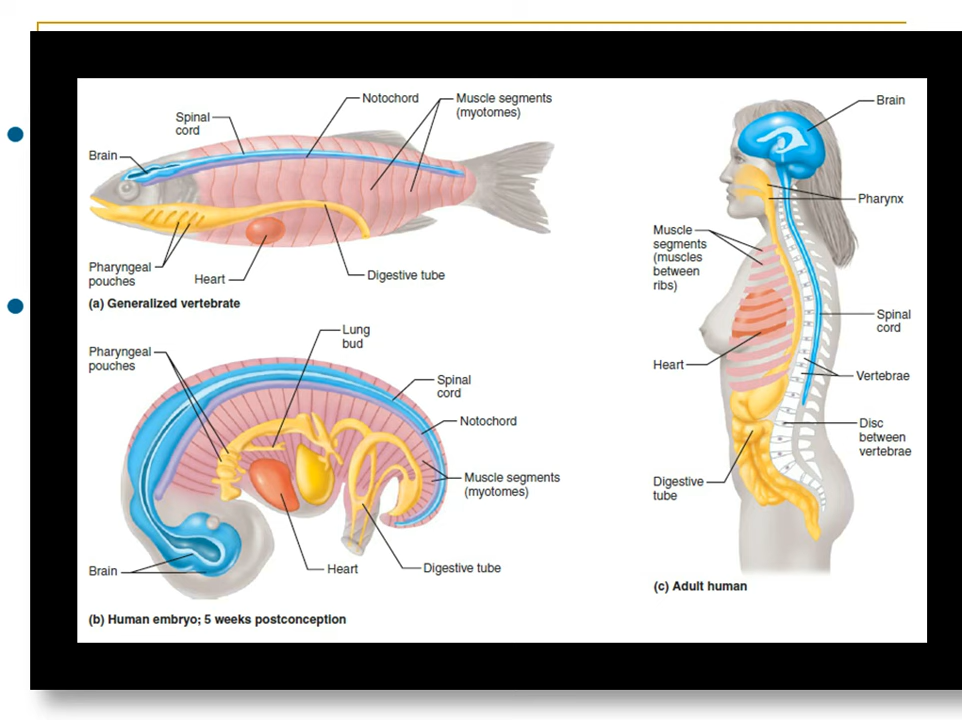 Notochord
Muscle segments
(myotomes)
Spinal
cord
Brain
Pharyngeal
pouches
Heart
Digestive tube
(a) Generalized vertebrate
Lung
bud
Pharyngeal
pouches
Spinal
cord
Notochord
Muscle segments
(myotomes)
Brain
Heart
Digestive tube
(b) Human embryo; 5 weeks postconception
Brain
Pharynx
Muscle
segments
(muscles
between
ribs)
Spinal
cord
Heart
Vertebrae
Disc
between
vertebrae
Digestive
tube
(c) Adult human